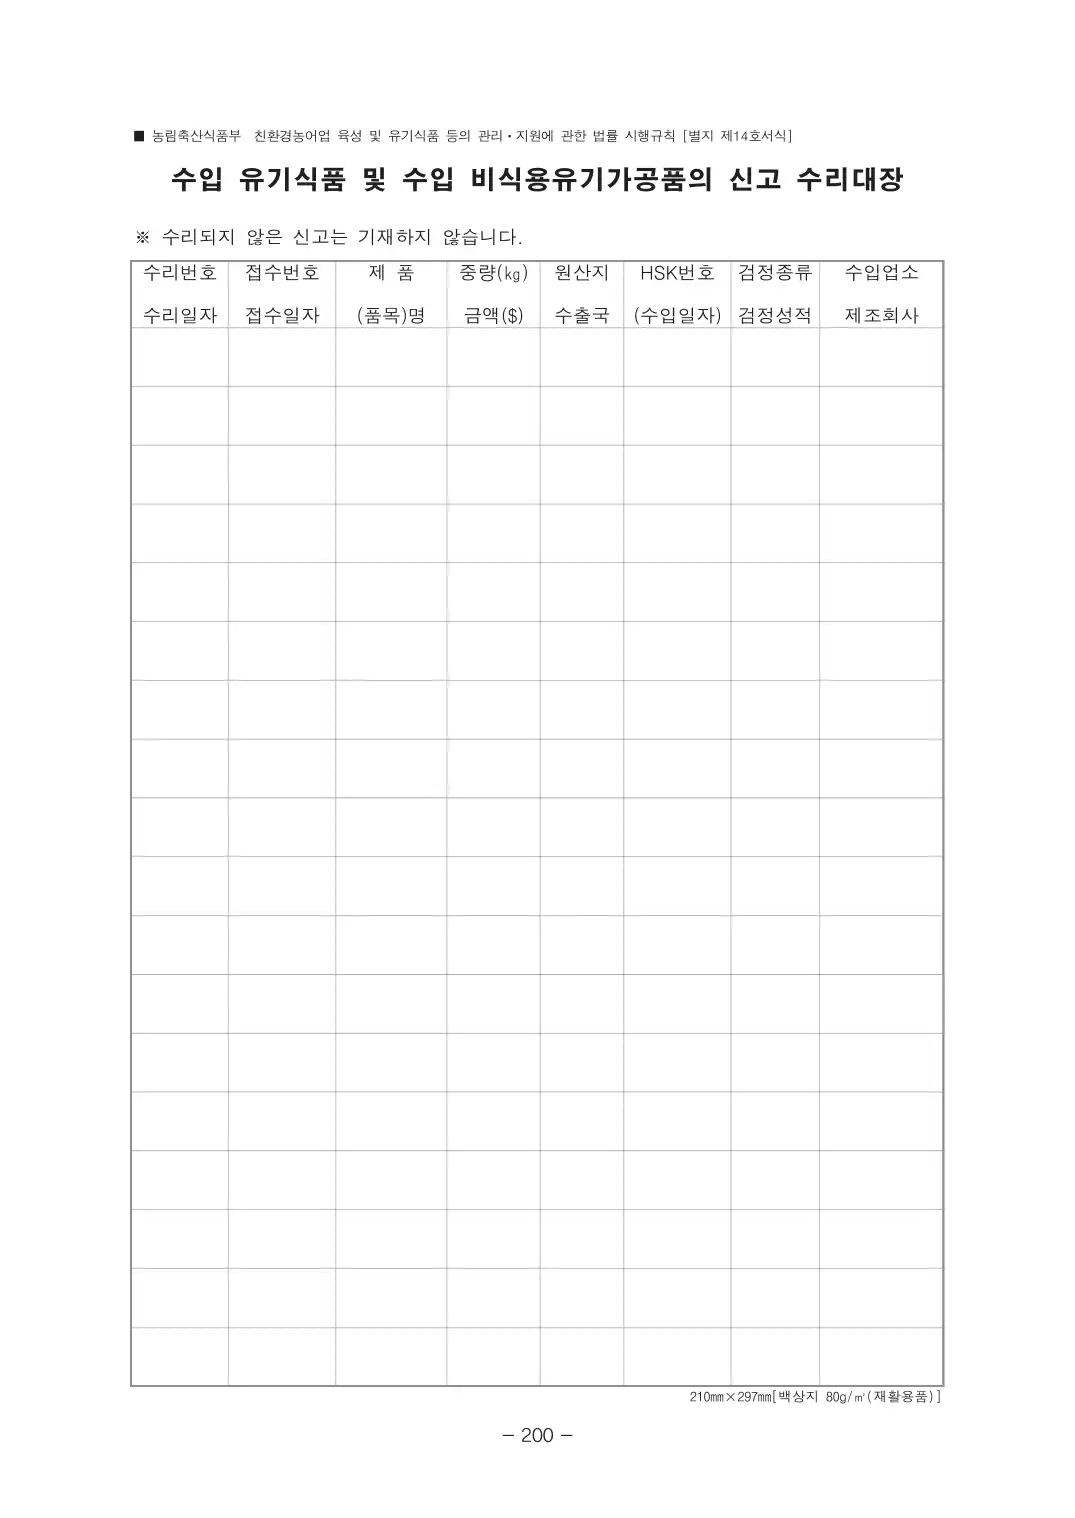 ■ 농림축산식품부 친환경농어업 육성 및 유기식품 등의 관리·지원에 관한 법률 시행규칙 [별지 제14호서식]
수입 유기식품 및 수입 비식용유기가공품의 신고 수리대장
※ 수리되지 않은 신고는 기재하지 않습니다.
수리번호 접수번호 제 품 중량(㎏) 원산지 HSK번호 검정종류 수입업소
수리일자 접수일자 (품목)명 금액($) 수출국 (수입일자) 검정성적 제조회사
210㎜×297㎜[백상지 80g/㎡(재활용품)]
- 200 -